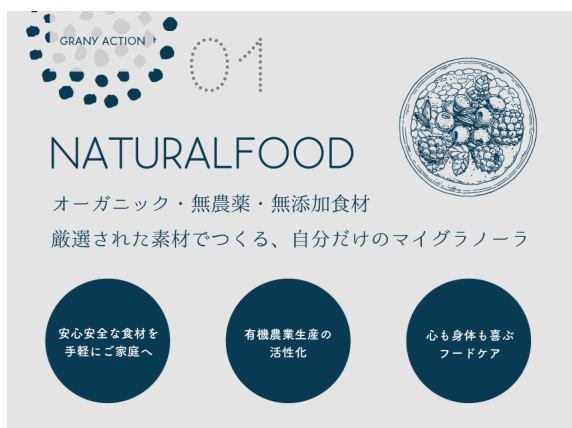 GRANY ACTION
01
NATURALFOOD
オーガニック・無農薬・無添加食材
厳選された素材でつくる、自分だけのマイグラノーラ
安心安全な食材を
手軽にご家庭へ
有機農業生産の
活性化
心も身体も喜ぶ
フードケア